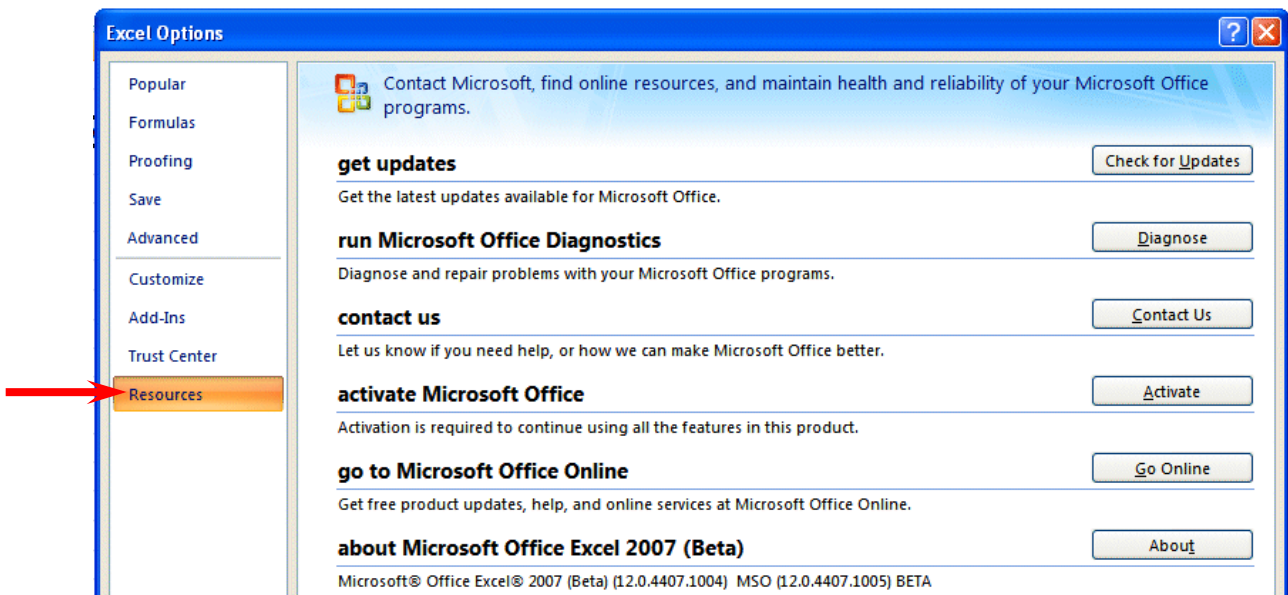 Excel Options
Popular
Formulas
Proofing
Save
Advanced
Customize
Add-Ins
Trust Center
Resources
Contact Microsoft, find online resources, and maintain health and reliability of your Microsoft Office
programs.
get updates
Check for Updates
Get the latest updates available for Microsoft Office.
run Microsoft Office Diagnostics
Diagnose
Diagnose and repair problems with your Microsoft Office programs.
contact us
Contact Us
Let us know if you need help, or how we can make Microsoft Office better.
activate Microsoft Office
Activate
Activation is required to continue using all the features in this product.
go to Microsoft Office Online
Go Online
Get free product updates, help, and online services at Microsoft Office Online.
about Microsoft Office Excel 2007 (Beta)
About
Microsoft® Office Excel® 2007 (Beta) (12.0.4407.1004) MSO (12.0.4407.1005) BETA